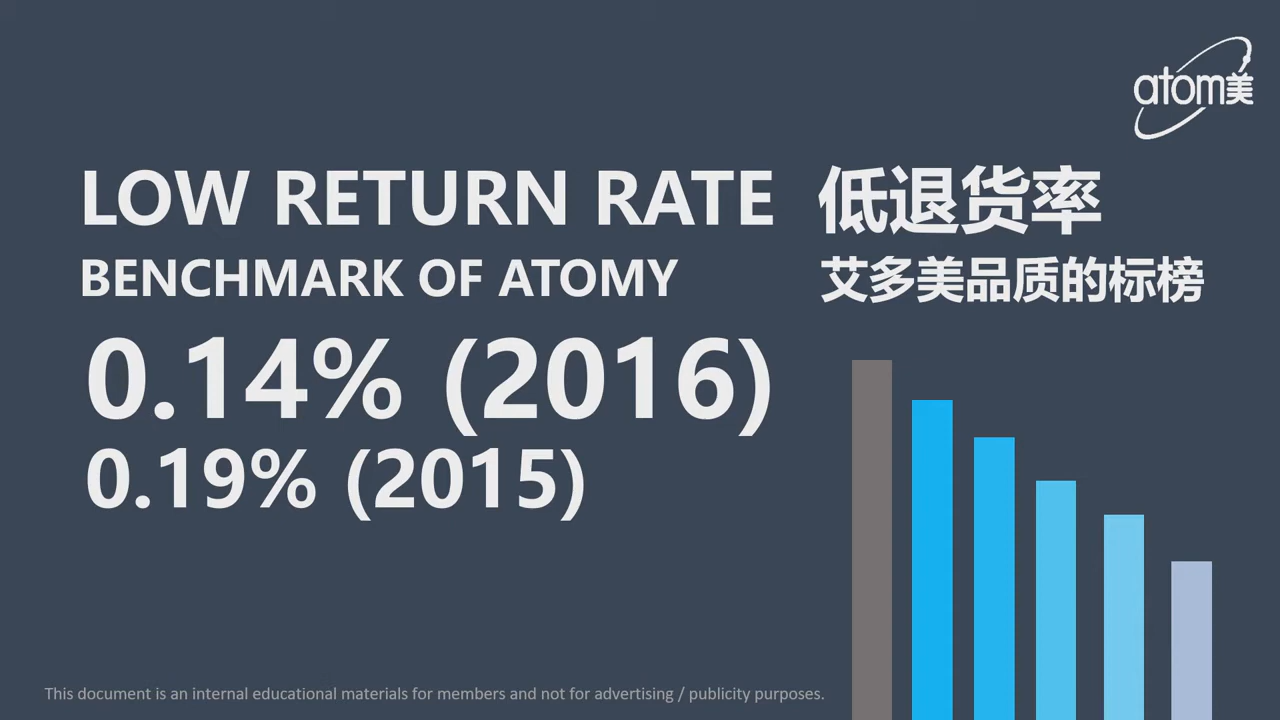 atom美
LOW RETURN RATE 低退货率
BENCHMARK OF ATOMY 艾多美品质的标榜
0.14% (2016)
0.19% (2015)
This document is an internal educational materials for members and not for advertising / publicity purposes.